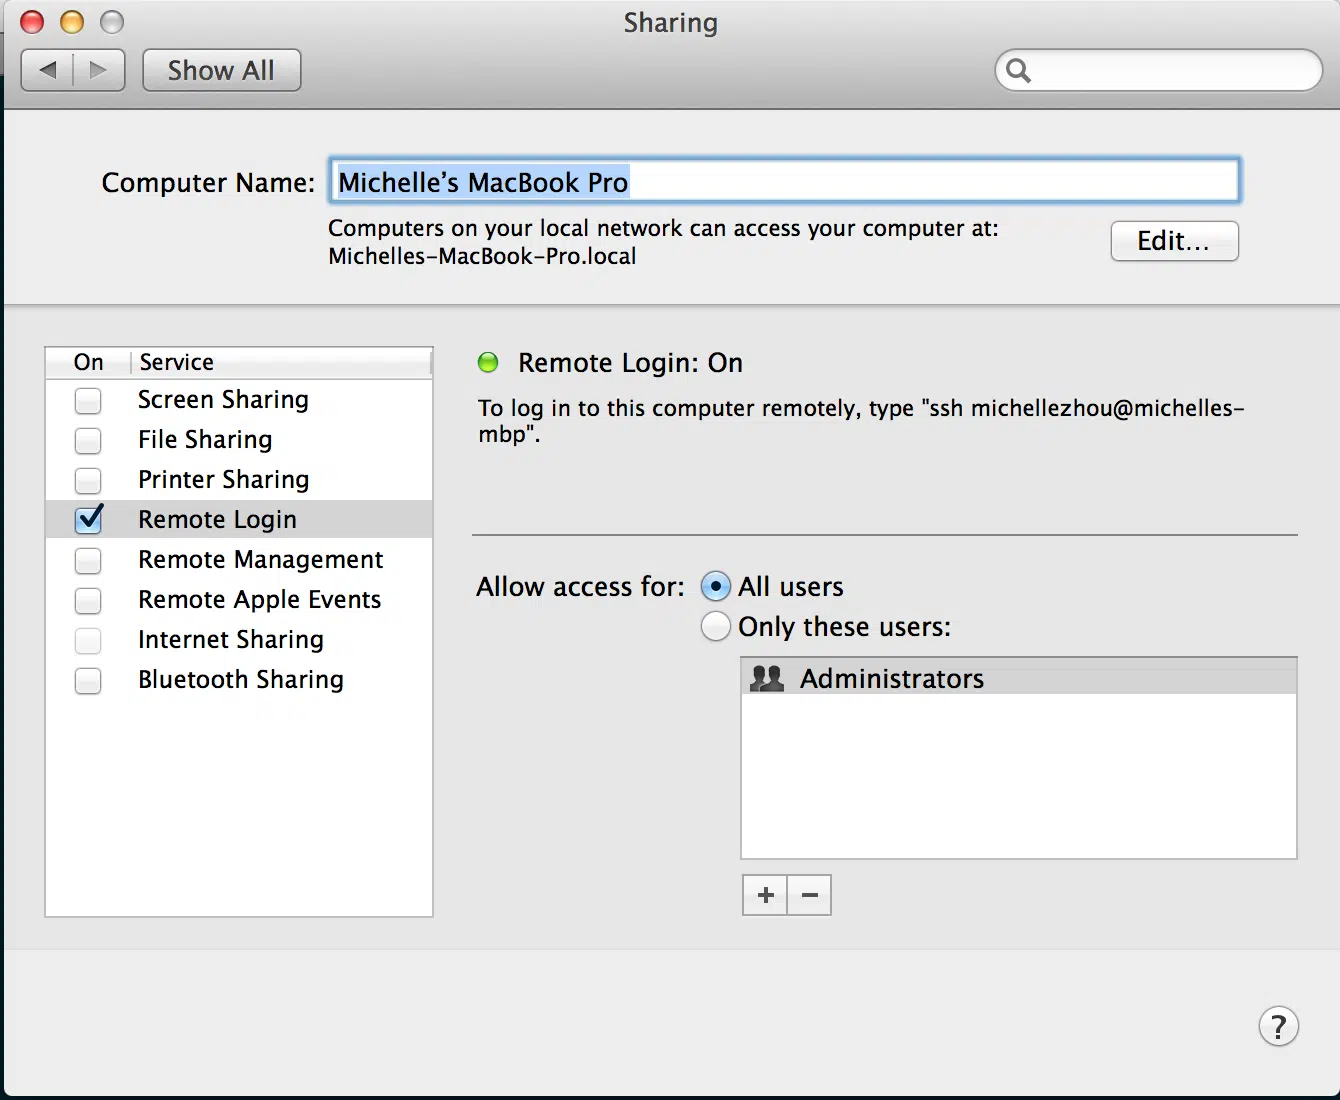 Sharing
Show All
Computer Name: Michelle’s MacBook Pro
Computers on your local network can access your computer at:
Michelles-MacBook-Pro.local
Edit...
On Service
Screen Sharing
File Sharing
Printer Sharing
Remote Login
Remote Management
Remote Apple Events
Internet Sharing
Bluetooth Sharing
Remote Login: On
To log in to this computer remotely, type "ssh michellezhou@michelles-
mbp".
Allow access for: All users
Only these users:
Administrators
+ −
?